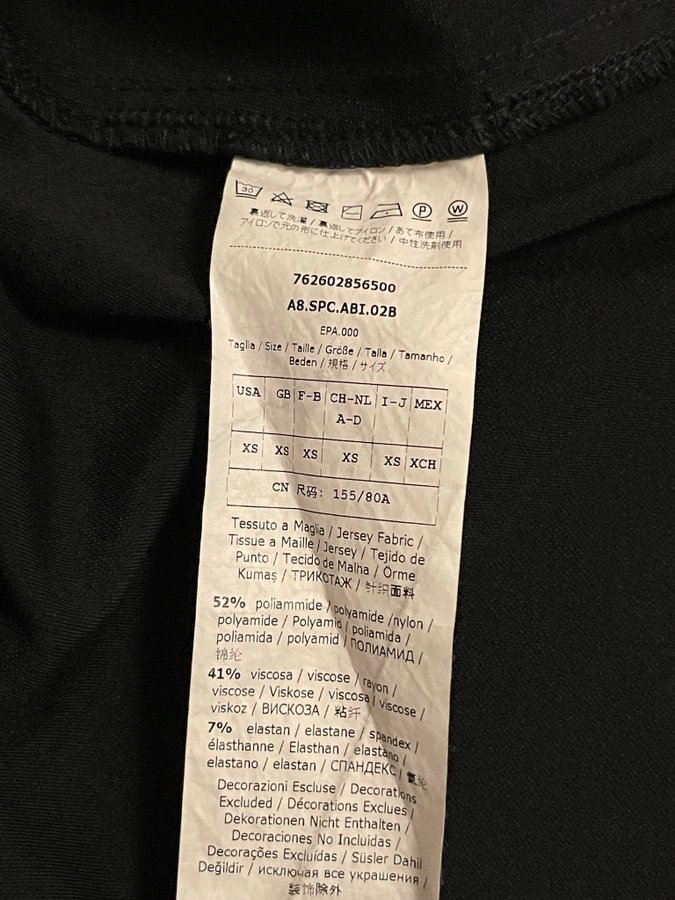 30
P W
裏返して洗濯 / 裏返してアイロン / あて布使用 /
アイロンで元の形に仕上げてください / 中性洗剤使用
762602856500
A8.SPC.ABI.02B
EPA.000
Taglia / Size / Taille / Größe / Talla / Tamanho /
Beden / 規格 / サイズ
USA GB F-B CH-NL I-J MEX
A-D
XS XS XS XS XS XCH
CN 尺码: 155/80A
Tessuto a Maglia / Jersey Fabric /
Tissue a Maille / Jersey / Tejido de
Punto / Tecido de Malha / Örme
Kumaş / ТРИКОТАЖ / 针织面料
52% poliammide / polyamide /nylon /
polyamide / Polyamid / poliamida /
poliamida / polyamid / ПОЛИАМИД /
锦纶
41% viscosa / viscose / rayon /
viscose / Viskose / viscosa / viscose /
viskoz / ВИСКОЗА / 粘纤
7% elastan / elastane / spandex /
élasthanne / Elasthan / elastano /
elastano / elastan / СПАНДЕКС / 氨纶
Decorazioni Escluse / Decorations
Excluded / Décorations Exclues /
Dekorationen Nicht Enthalten /
Decoraciones No Incluidas /
Decorações Excluídas / Süsler Dahil
Değildir / исключая все украшения /
装饰除外